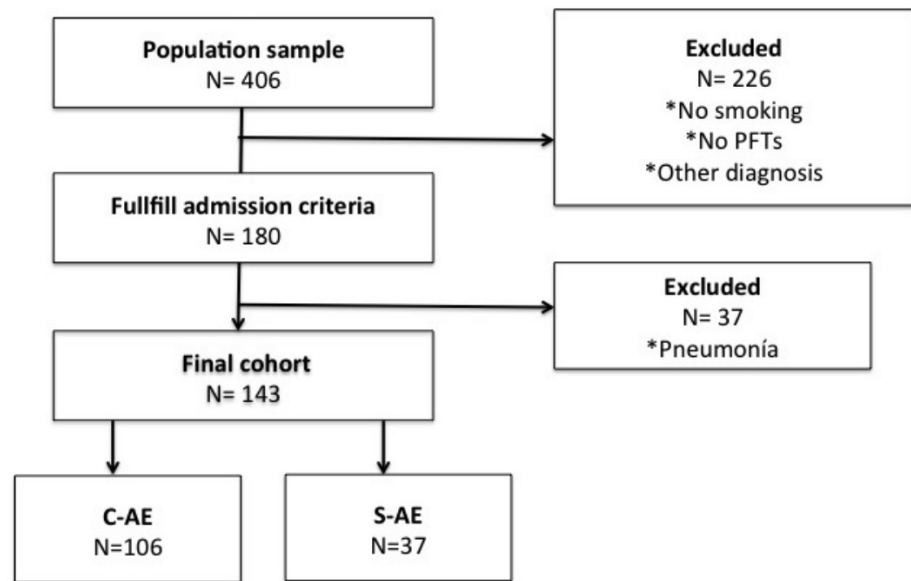 Population sample
N= 406
Excluded
N= 226
*No smoking
*No PFTs
*Other diagnosis
Fullfill admission criteria
N= 180
Excluded
N= 37
*Pneumonía
Final cohort
N= 143
C-AE
N=106
S-AE
N=37